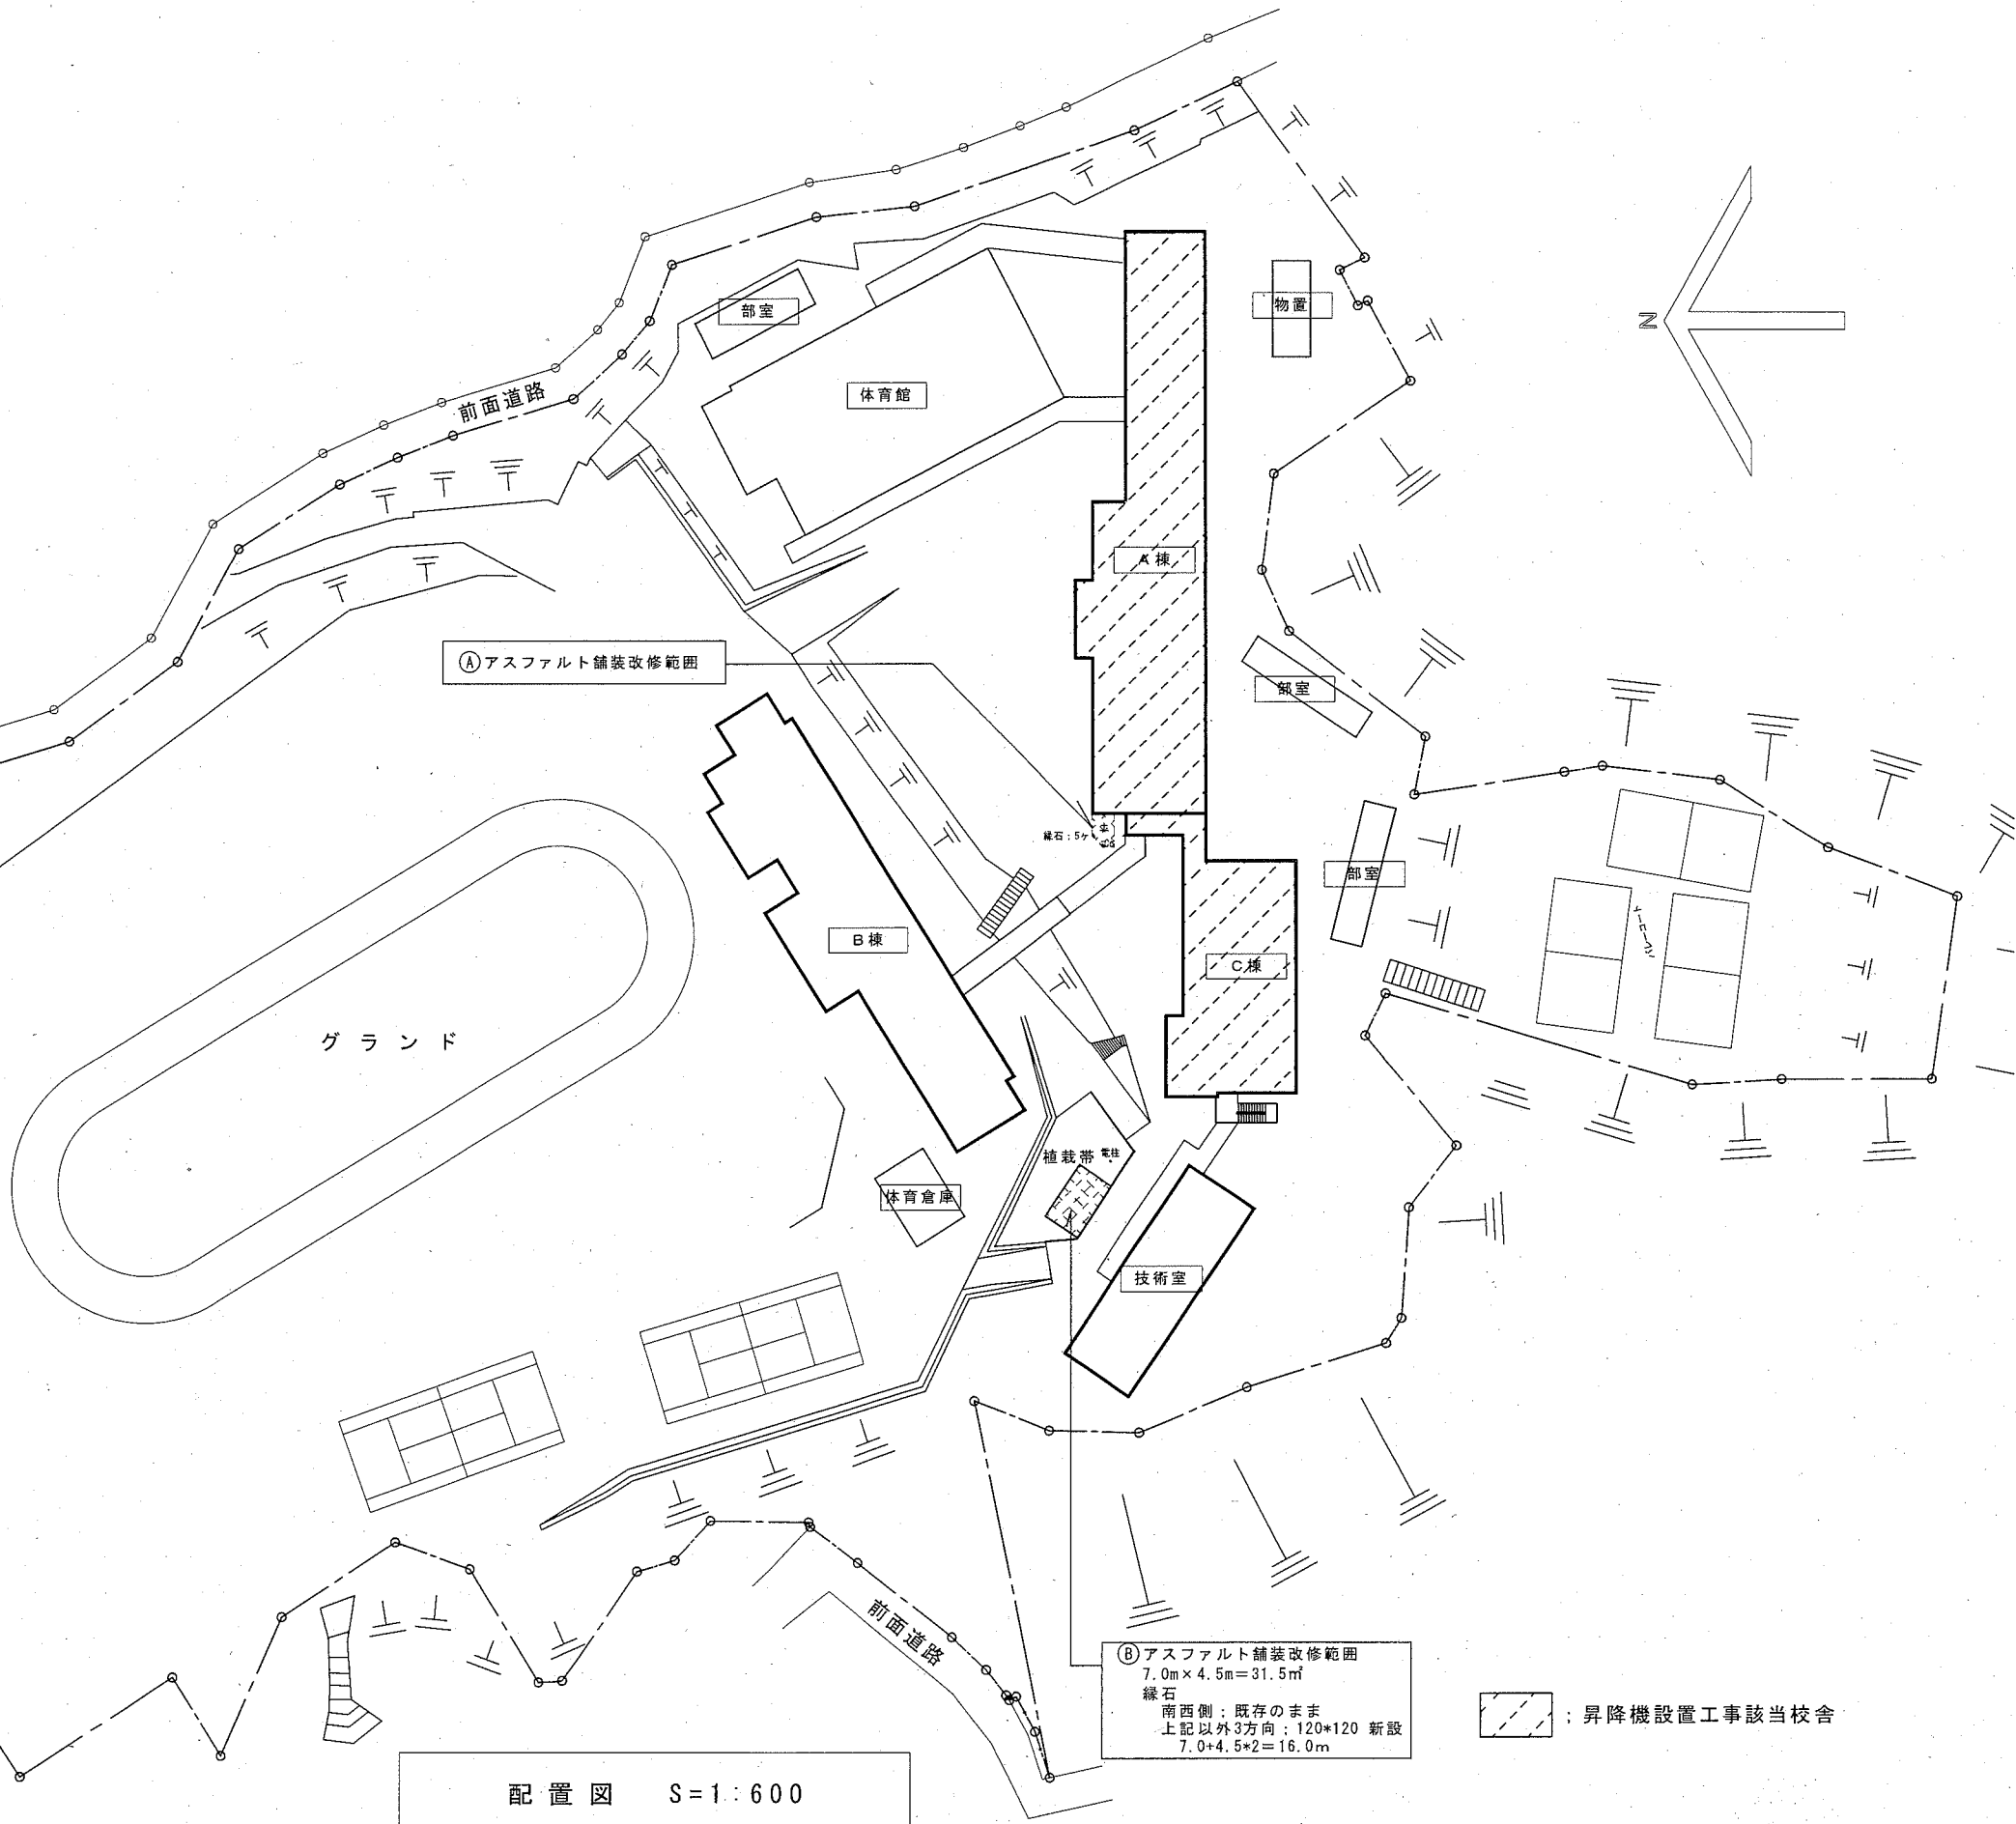 部室
物置
N
体育館
前面道路
A棟
Ⓐアスファルト舗装改修範囲
部室
縁石：5ヶ
部室
B棟
C棟
グランド
植栽帯
電柱
体育倉庫
技術室
前面道路
Ⓑアスファルト舗装改修範囲
7.0m×4.5m＝31.5㎡
縁石
南西側；既存のまま
上記以外3方向；120*120 新設
7.0+4.5*2＝16.0m
；昇降機設置工事該当校舎
配置図 S=1:600